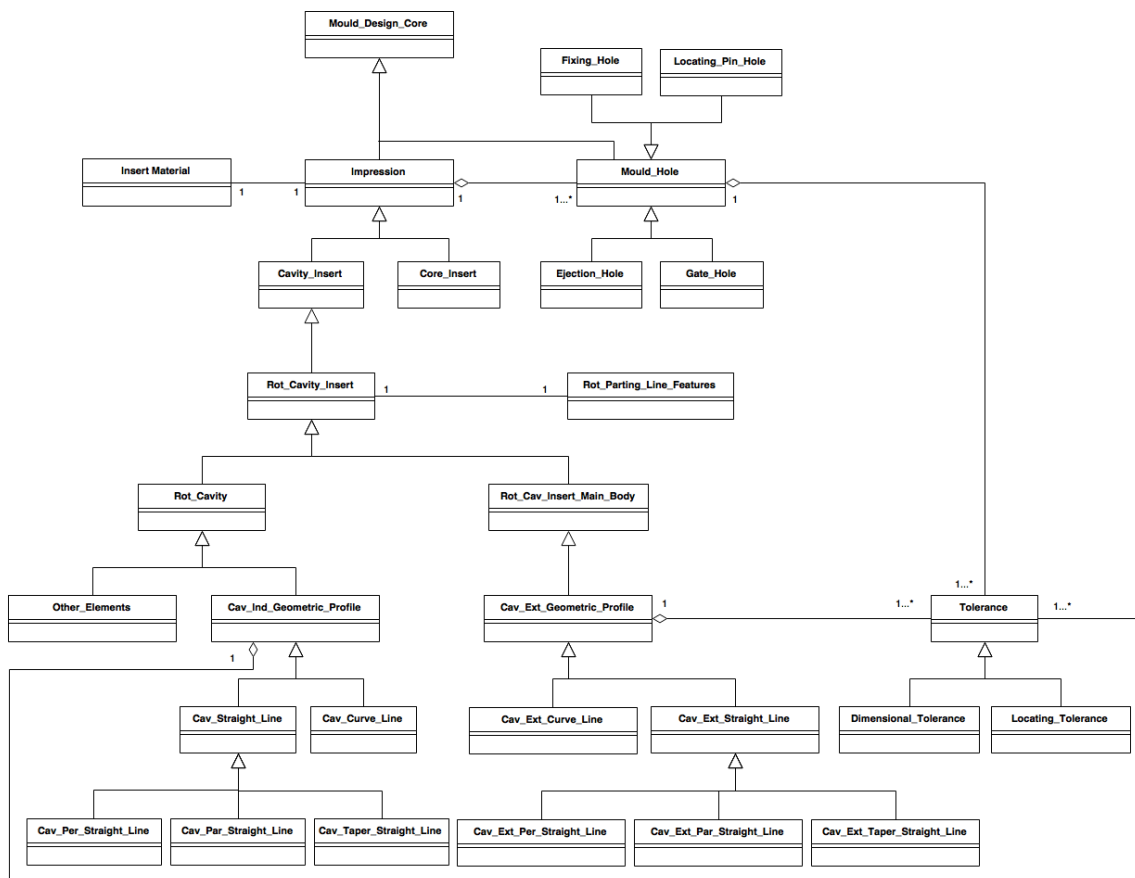 Mould_Design_Core
Fixing_Hole
Locating_Pin_Hole
Insert Material
Impression
Mould_Hole
1
1
1
1...*
1
Cavity_Insert
Core_Insert
Ejection_Hole
Gate_Hole
Rot_Cavity_Insert
1
1
Rot_Parting_Line_Features
Rot_Cavity
Rot_Cav_Insert_Main_Body
1...*
Other_Elements
Cav_Ind_Geometric_Profile
Cav_Ext_Geometric_Profile
1
1...*
Tolerance
1...*
1
Cav_Straight_Line
Cav_Curve_Line
Cav_Ext_Curve_Line
Cav_Ext_Straight_Line
Dimensional_Tolerance
Locating_Tolerance
Cav_Per_Straight_Line
Cav_Par_Straight_Line
Cav_Taper_Straight_Line
Cav_Ext_Per_Straight_Line
Cav_Ext_Par_Straight_Line
Cav_Ext_Taper_Straight_Line